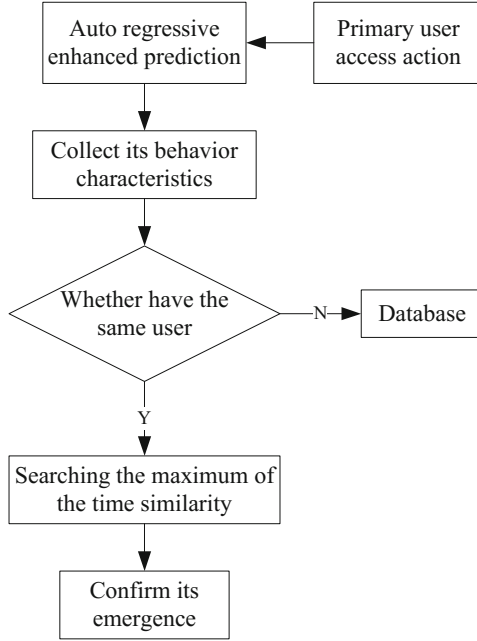 Auto regressive
enhanced prediction
Primary user
access action
Collect its behavior
characteristics
Whether have the
same user
N
Database
Y
Searching the maximum of
the time similarity
Confirm its
emergence